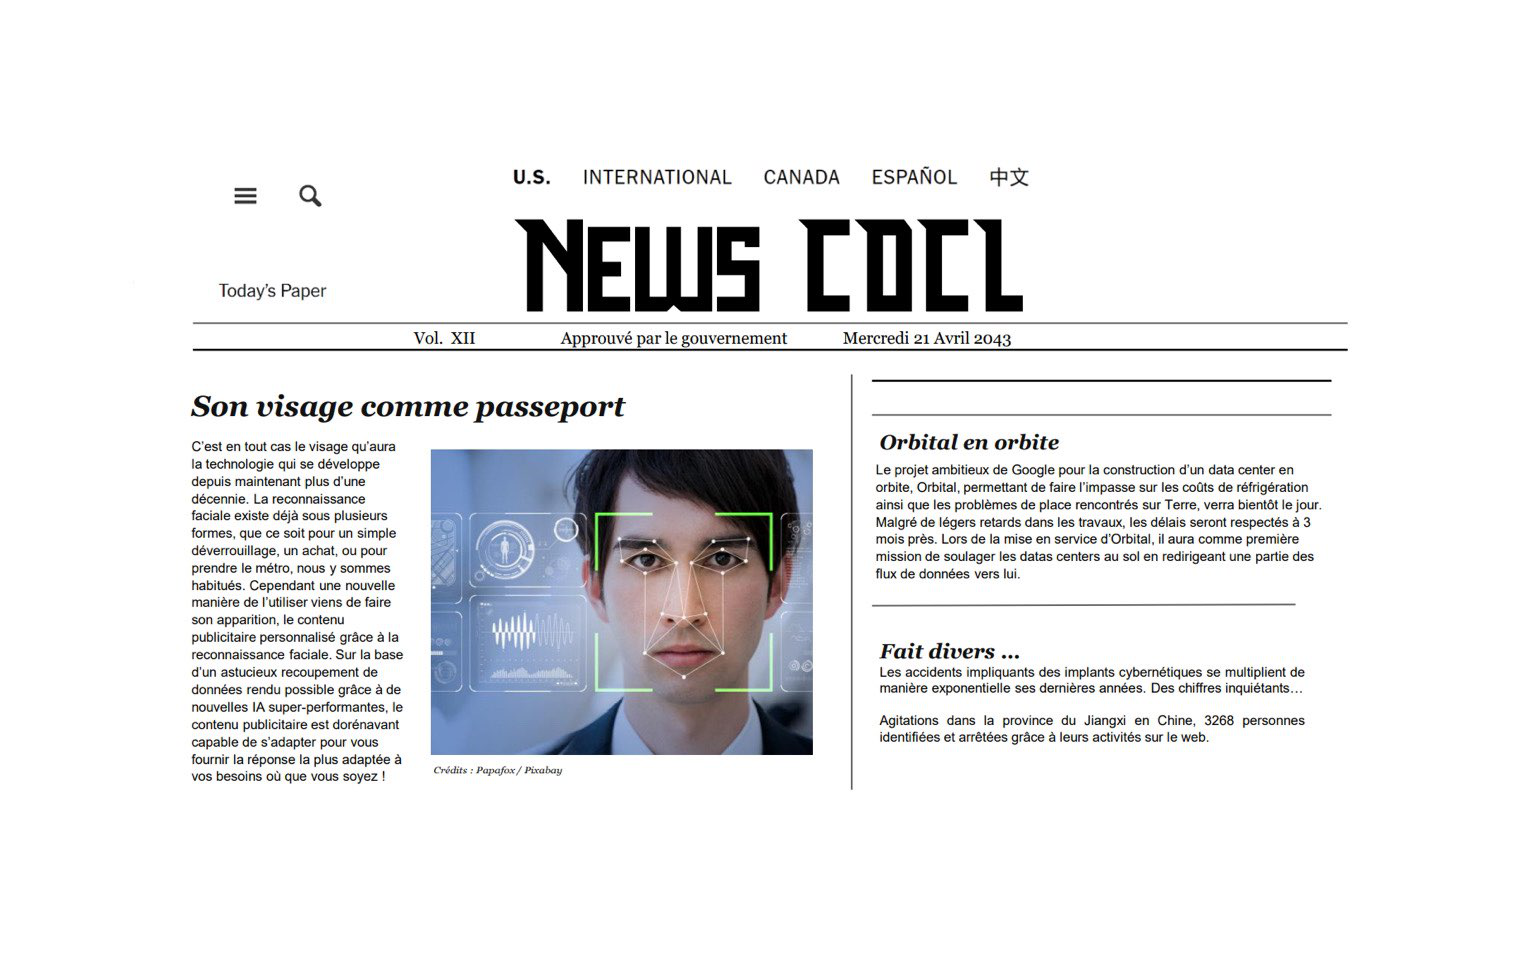 U.S. INTERNATIONAL CANADA ESPAÑOL 中文
NEWS CDCL
Today's Paper
Vol. XII Approuvé par le gouvernement Mercredi 21 Avril 2043
Son visage comme passeport
C'est en tout cas le visage qu'aura
la technologie qui se développe
depuis maintenant plus d'une
décennie. La reconnaissance
faciale existe déjà sous plusieurs
formes, que ce soit pour un simple
déverrouillage, un achat, ou pour
prendre le métro, nous y sommes
habitués. Cependant une nouvelle
manière de l'utiliser viens de faire
son apparition, le contenu
publicitaire personnalisé grâce à la
reconnaissance faciale. Sur la base
d'un astucieux recoupement de
données rendu possible grâce à de
nouvelles IA super-performantes, le
contenu publicitaire est dorénavant
capable de s'adapter pour vous
fournir la réponse la plus adaptée à
vos besoins où que vous soyez !
Crédits : Papafox / Pixabay
Orbital en orbite
Le projet ambitieux de Google pour la construction d'un data center en
orbite, Orbital, permettant de faire l'impasse sur les coûts de réfrigération
ainsi que les problèmes de place rencontrés sur Terre, verra bientôt le jour.
Malgré de légers retards dans les travaux, les délais seront respectés à 3
mois près. Lors de la mise en service d'Orbital, il aura comme première
mission de soulager les datas centers au sol en redirigeant une partie des
flux de données vers lui.
Fait divers ...
Les accidents impliquants des implants cybernétiques se multiplient de
manière exponentielle ses dernières années. Des chiffres inquiétants…
Agitations dans la province du Jiangxi en Chine, 3268 personnes
identifiées et arrêtées grâce à leurs activités sur le web.